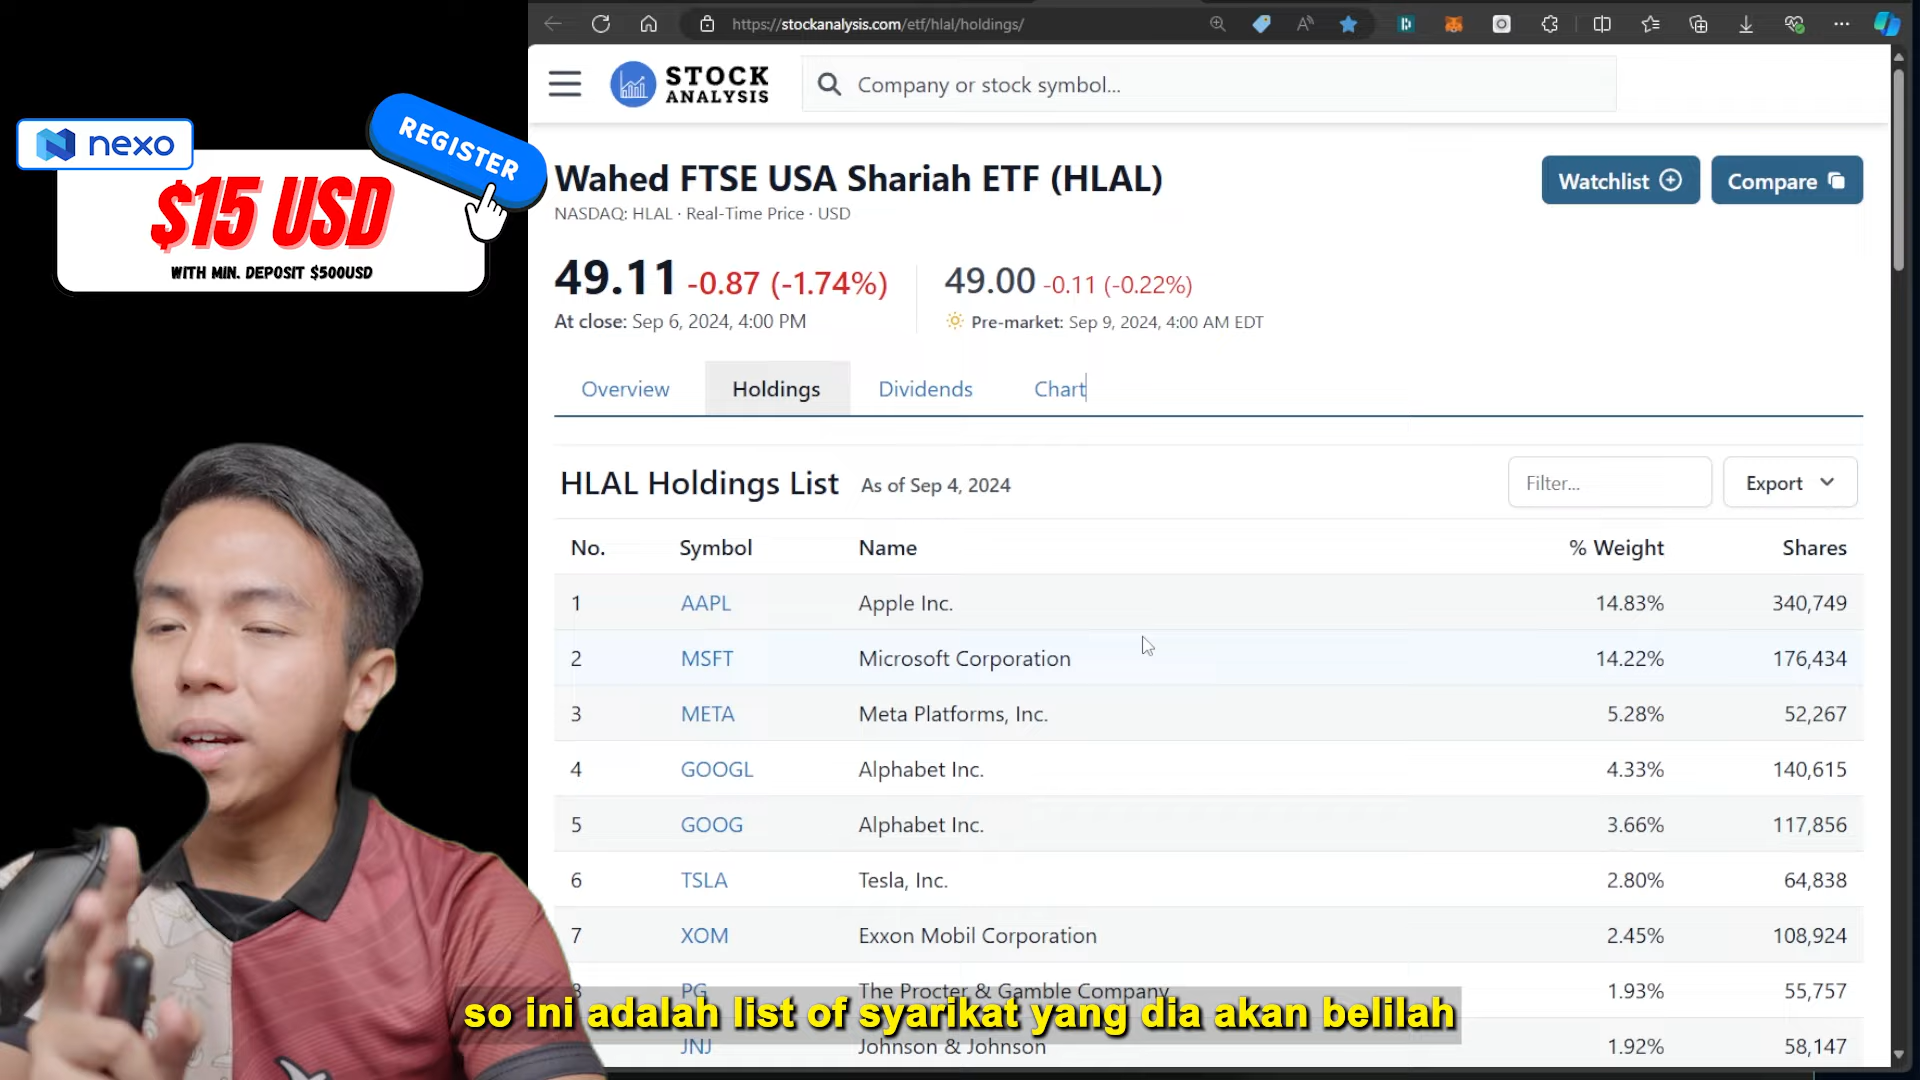 https://stockanalysis.com/etf/hlal/holdings/
STOCK
ANALYSIS
Company or stock symbol...
nexo
REGISTER
$15 USD
WITH MIN. DEPOSIT $500USD
Wahed FTSE USA Shariah ETF (HLAL)
NASDAQ: HLAL · Real-Time Price · USD
Watchlist
Compare
49.11 -0.87 (-1.74%)
At close: Sep 6, 2024, 4:00 PM
49.00 -0.11 (-0.22%)
Pre-market: Sep 9, 2024, 4:00 AM EDT
Overview Holdings Dividends Chart
HLAL Holdings List As of Sep 4, 2024
Filter...
Export
No. Symbol Name % Weight Shares
1 AAPL Apple Inc. 14.83% 340,749
2 MSFT Microsoft Corporation 14.22% 176,434
3 META Meta Platforms, Inc. 5.28% 52,267
4 GOOGL Alphabet Inc. 4.33% 140,615
5 GOOG Alphabet Inc. 3.66% 117,856
6 TSLA Tesla, Inc. 2.80% 64,838
7 XOM Exxon Mobil Corporation 2.45% 108,924
8 PG The Procter & Gamble Company 1.93% 55,757
so ini adalah list of syarikat yang dia akan belilah
JNJ Johnson & Johnson 1.92% 58,147